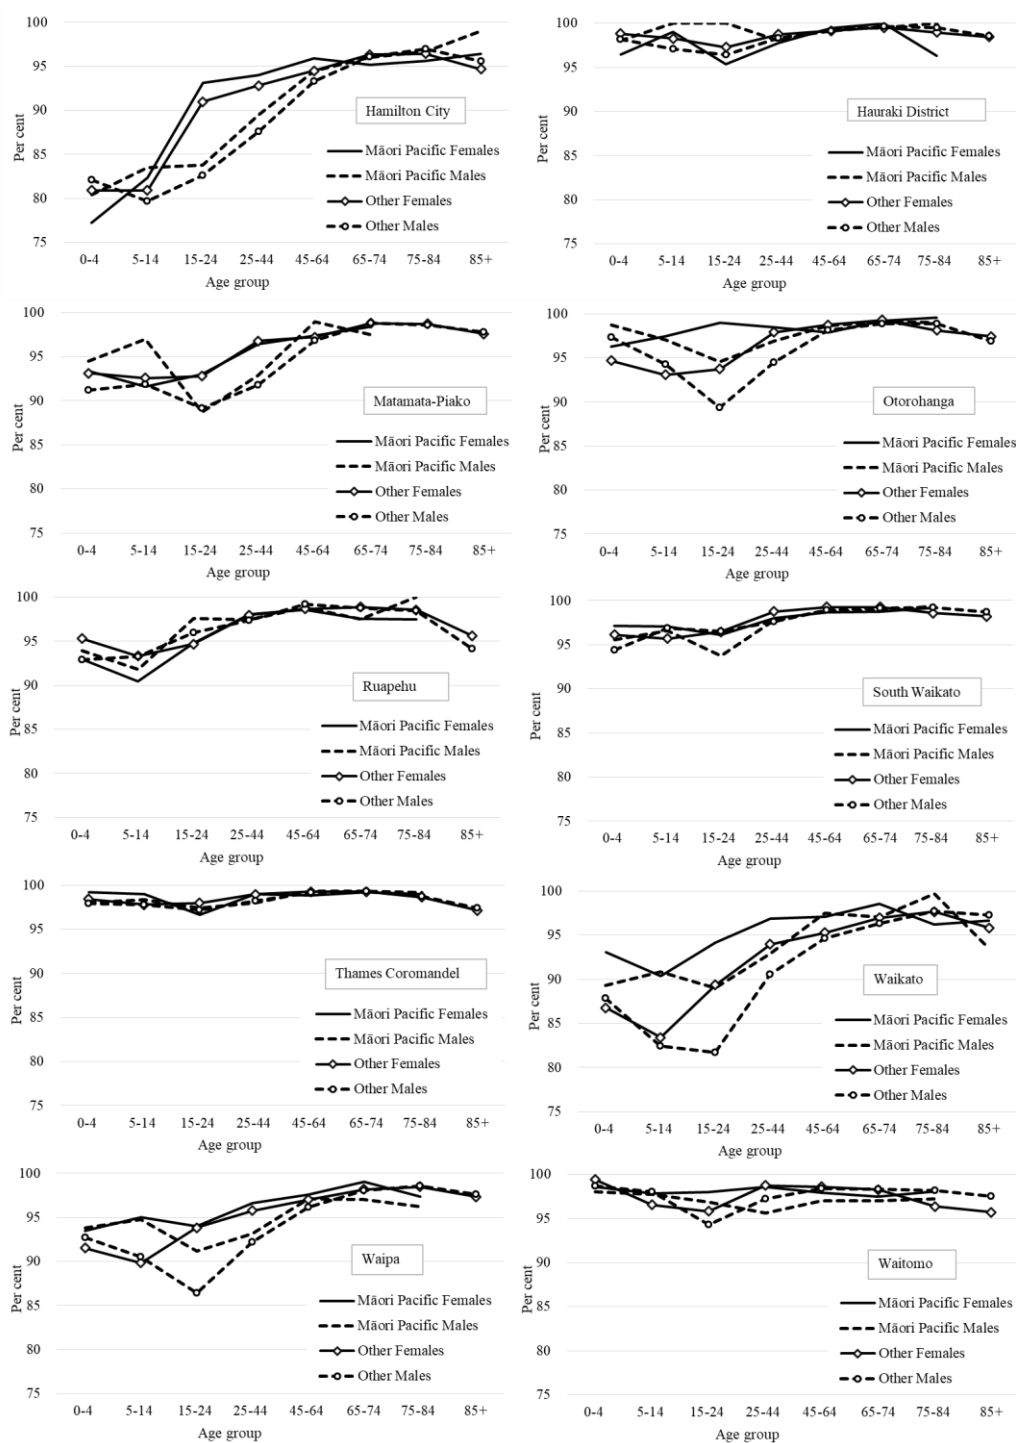 100
95
90
85
80
75
Per cent
Hamilton City
Māori Pacific Females
Māori Pacific Males
Other Females
Other Males
0-4 5-14 15-24 25-44 45-64 65-74 75-84 85+
Age group
100
95
90
85
80
75
Per cent
Hauraki District
Māori Pacific Females
Māori Pacific Males
Other Females
Other Males
0-4 5-14 15-24 25-44 45-64 65-74 75-84 85+
Age group
100
95
90
85
80
75
Per cent
Matamata-Piako
Māori Pacific Females
Māori Pacific Males
Other Females
Other Males
0-4 5-14 15-24 25-44 45-64 65-74 75-84 85+
Age group
100
95
90
85
80
75
Per cent
Otorohanga
Māori Pacific Females
Māori Pacific Males
Other Females
Other Males
0-4 5-14 15-24 25-44 45-64 65-74 75-84 85+
Age group
100
95
90
85
80
75
Per cent
Ruapehu
Māori Pacific Females
Māori Pacific Males
Other Females
Other Males
0-4 5-14 15-24 25-44 45-64 65-74 75-84 85+
Age group
100
95
90
85
80
75
Per cent
South Waikato
Māori Pacific Females
Māori Pacific Males
Other Females
Other Males
0-4 5-14 15-24 25-44 45-64 65-74 75-84 85+
Age group
100
95
90
85
80
75
Per cent
Thames Coromandel
Māori Pacific Females
Māori Pacific Males
Other Females
Other Males
0-4 5-14 15-24 25-44 45-64 65-74 75-84 85+
Age group
100
95
90
85
80
75
Per cent
Waikato
Māori Pacific Females
Māori Pacific Males
Other Females
Other Males
0-4 5-14 15-24 25-44 45-64 65-74 75-84 85+
Age group
100
95
90
85
80
75
Per cent
Waipa
Māori Pacific Females
Māori Pacific Males
Other Females
Other Males
0-4 5-14 15-24 25-44 45-64 65-74 75-84 85+
Age group
100
95
90
85
80
75
Per cent
Waitomo
Māori Pacific Females
Māori Pacific Males
Other Females
Other Males
0-4 5-14 15-24 25-44 45-64 65-74 75-84 85+
Age group